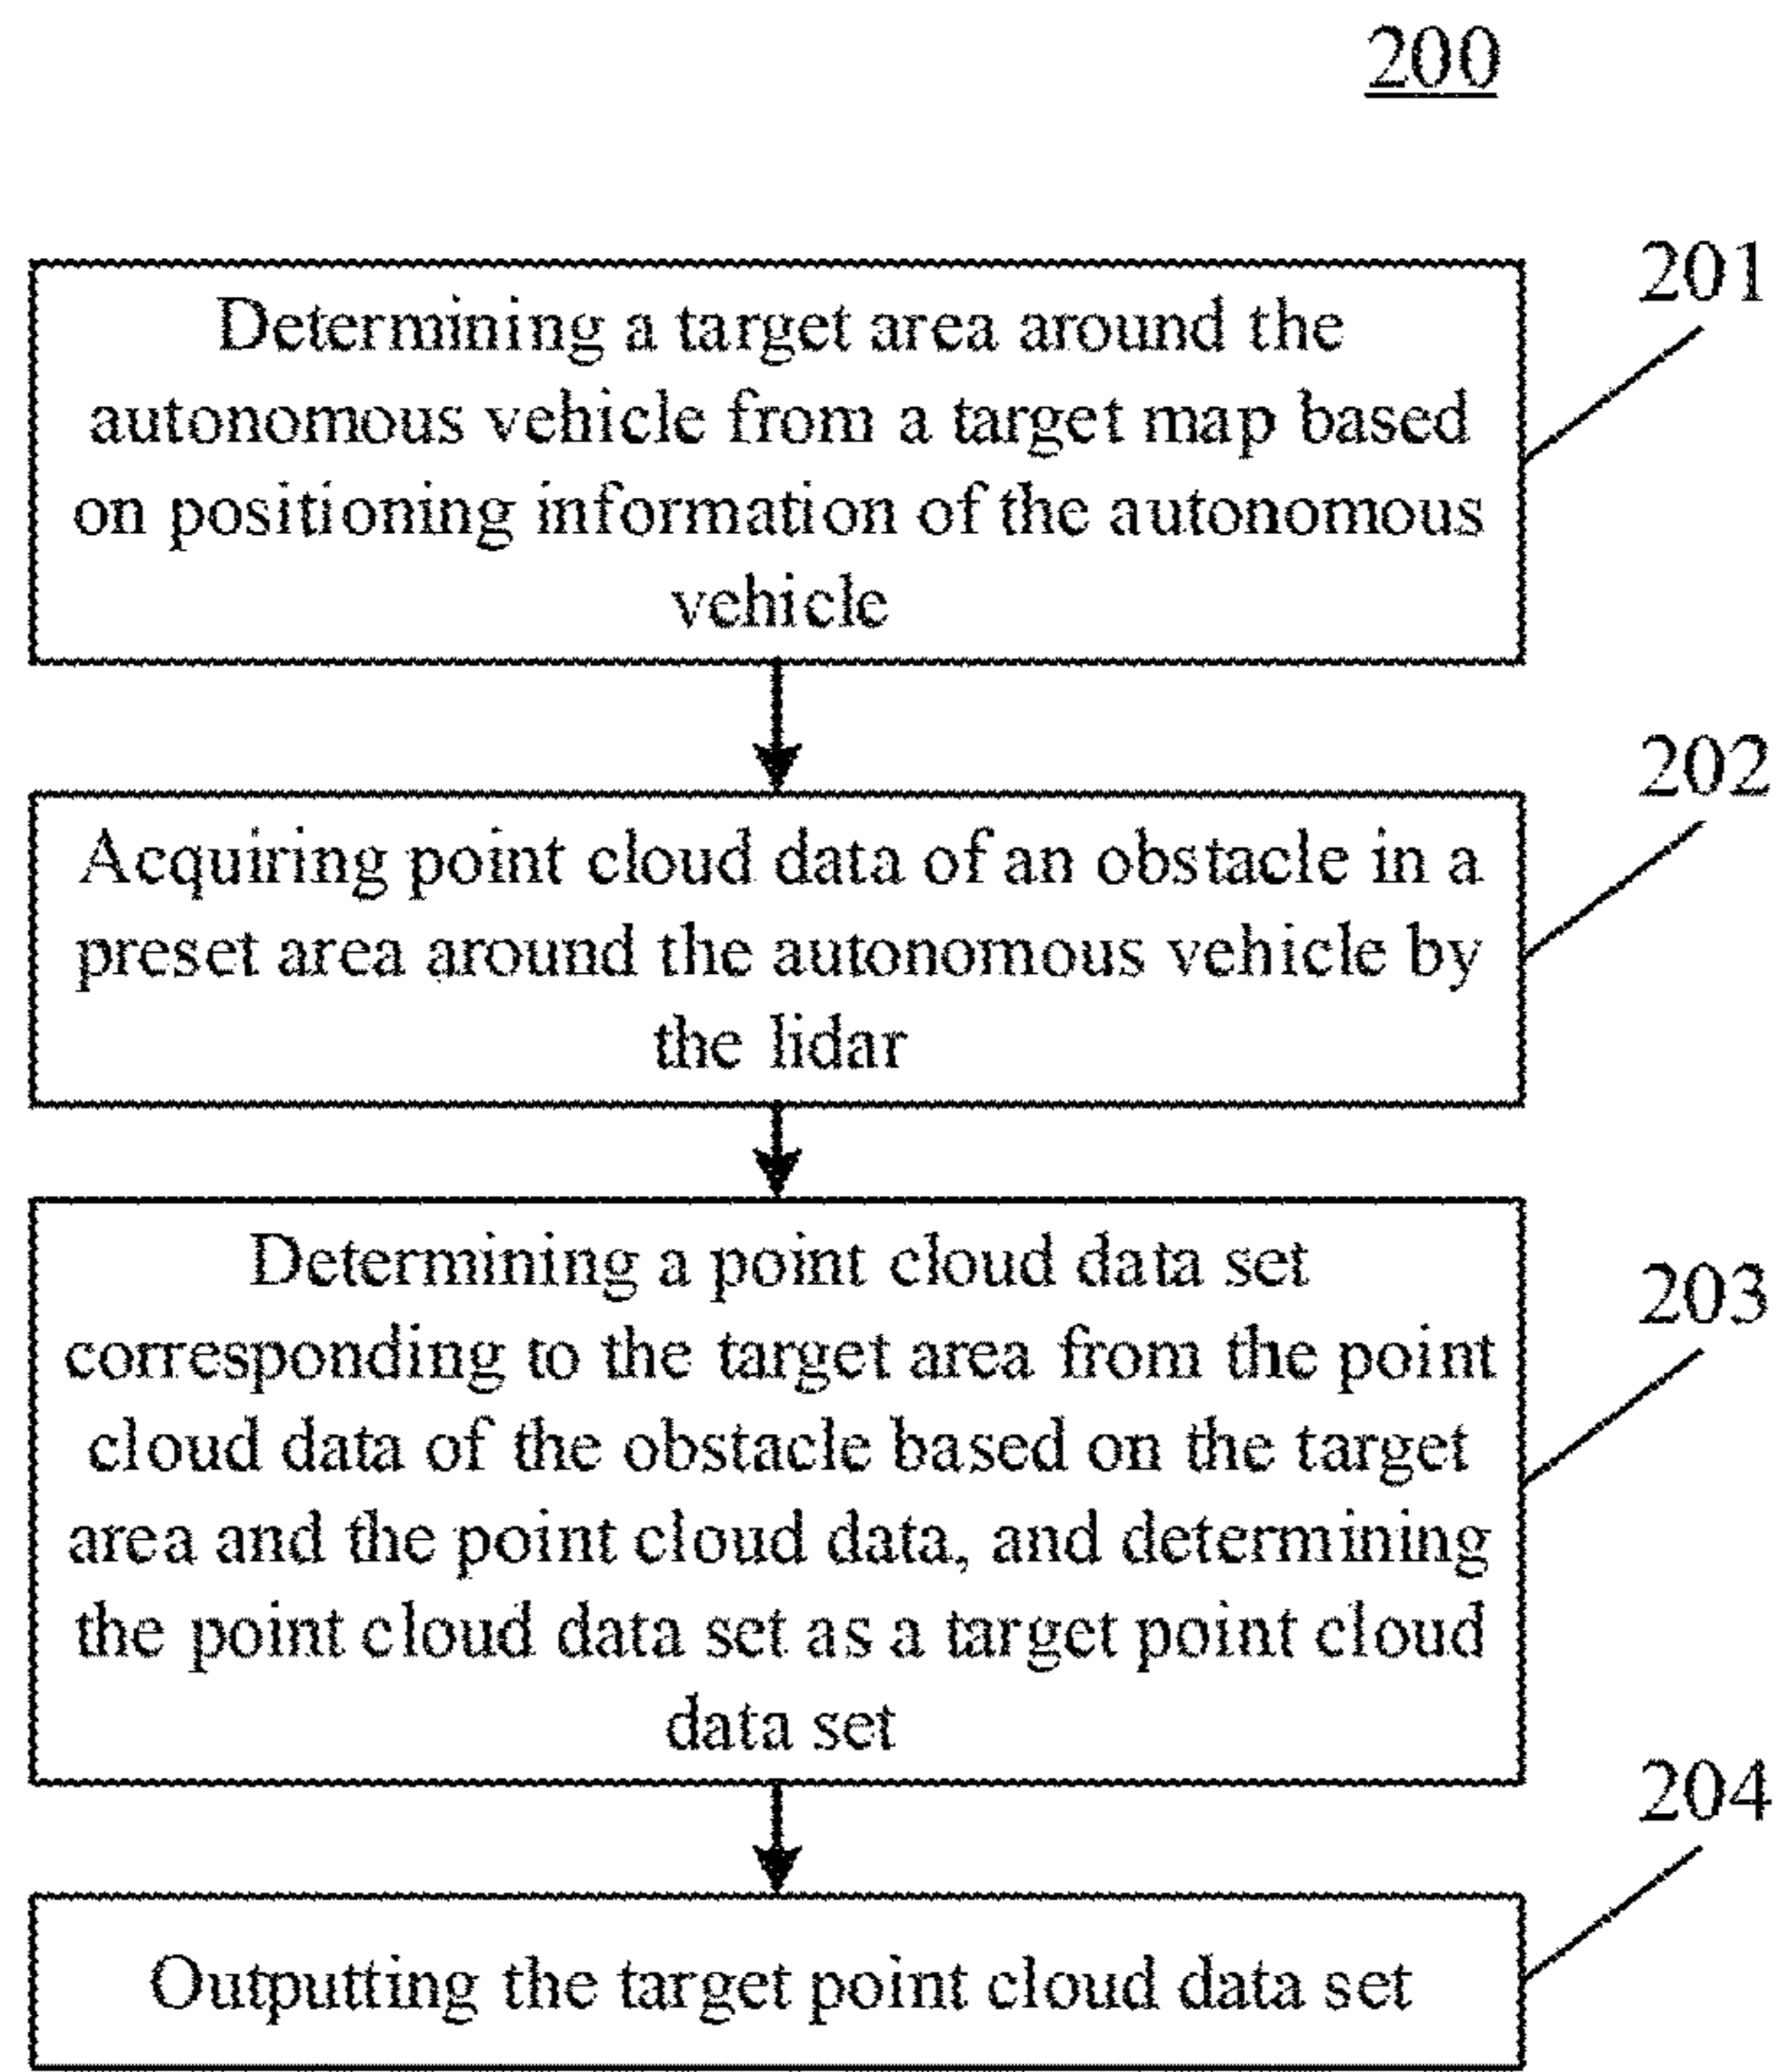 200
201
Determining a target area around the
autonomous vehicle from a target map based
on positioning information of the autonomous
vehicle
202
Acquiring point cloud data of an obstacle in a
preset area around the autonomous vehicle by
the lidar
203
Determining a point cloud data set
corresponding to the target area from the point
cloud data of the obstacle based on the target
area and the point cloud data, and determining
the point cloud data set as a target point cloud
data set
204
Outputting the target point cloud data set